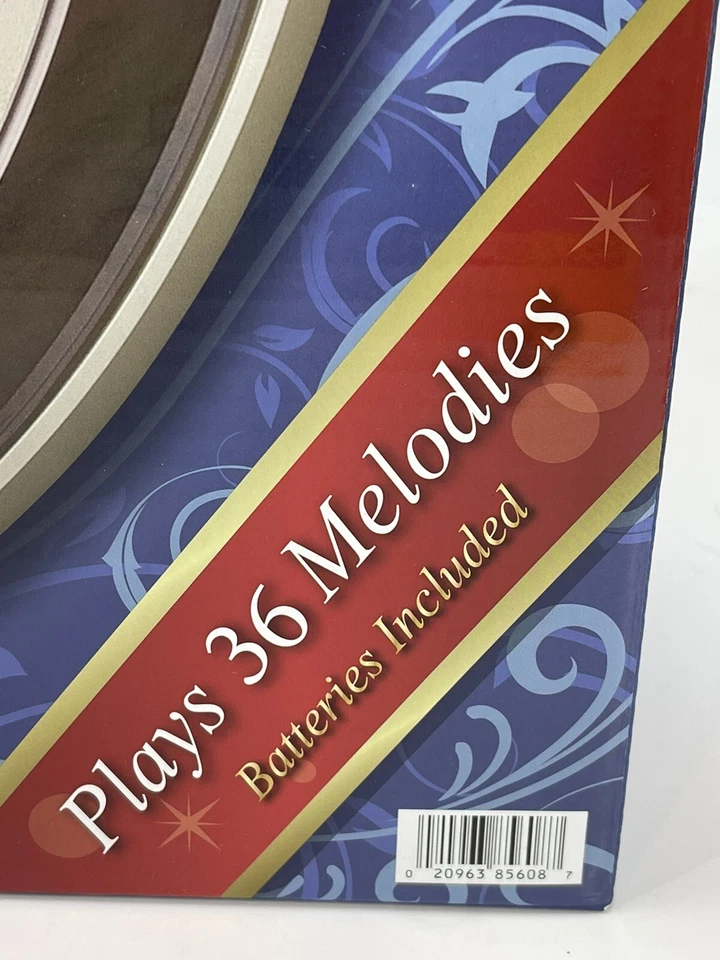 Plays 36 Melodies
Batteries Included
0 20963 85608 7